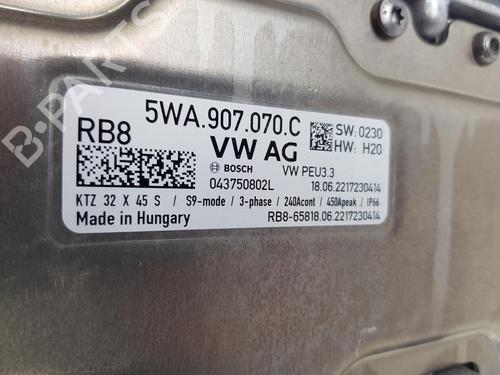 5WA.907.070.C
RB8
VW AG
SW: 0230
HW: H20
BOSCH
VW PEU3.3
043750802L
18.06.2217230414
KTZ 32 X 45 S / S9-mode / 3-phase / 240Acont / 450Apeak / IP66
Made in Hungary
RB8-65818.06.2217230414
B-PARTS